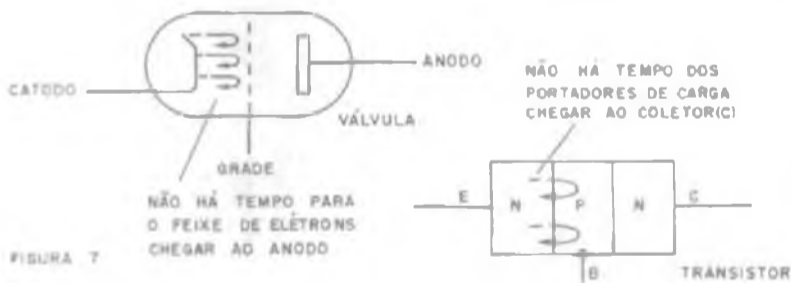 CATODO
ANODO
VÁLVULA
GRADE
NÃO HÁ TEMPO PARA
O FEIXE DE ELÉTRONS
CHEGAR AO ANODO
FIGURA 7
NÃO HÁ TEMPO DOS
PORTADORES DE CARGA
CHEGAR AO COLETOR(C)
E
N
P
N
C
B
TRANSISTOR